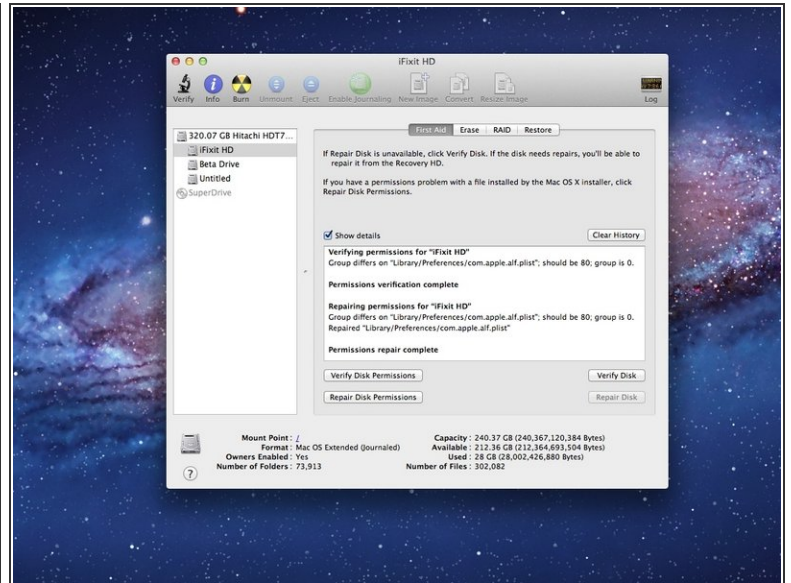 iFixit HD
Verify Info Burn Unmount Eject Enable Journaling New Image Convert Resize Image Log
320.07 GB Hitachi HDT7...
iFixit HD
Beta Drive
Untitled
SuperDrive
First Aid Erase RAID Restore
If Repair Disk is unavailable, click Verify Disk. If the disk needs repairs, you'll be able to
repair it from the Recovery HD.
If you have a permissions problem with a file installed by the Mac OS X installer, click
Repair Disk Permissions.
Show details Clear History
Verifying permissions for "iFixit HD"
Group differs on "Library/Preferences/com.apple.alf.plist"; should be 80; group is 0.
Permissions verification complete
Repairing permissions for "iFixit HD"
Group differs on "Library/Preferences/com.apple.alf.plist"; should be 80; group is 0.
Repaired "Library/Preferences/com.apple.alf.plist"
Permissions repair complete
Verify Disk Permissions Verify Disk
Repair Disk Permissions Repair Disk
Mount Point : /
Format : Mac OS Extended (Journaled)
Owners Enabled : Yes
Number of Folders : 73,913
Capacity : 240.37 GB (240,367,120,384 Bytes)
Available : 212.36 GB (212,364,693,504 Bytes)
Used : 28 GB (28,002,426,880 Bytes)
Number of Files : 302,082
?